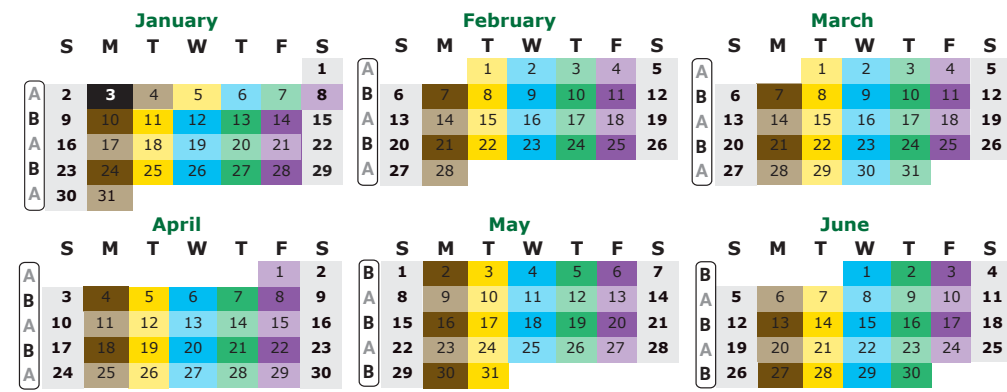 January February March
S M T W T F S S M T W T F S S M T W T F S
1 A 1 2 3 4 5 A 1 2 3 4 5
A 2 3 4 5 6 7 8 B 6 7 8 9 10 11 12 B 6 7 8 9 10 11 12
B 9 10 11 12 13 14 15 A 13 14 15 16 17 18 19 A 13 14 15 16 17 18 19
A 16 17 18 19 20 21 22 B 20 21 22 23 24 25 26 B 20 21 22 23 24 25 26
B 23 24 25 26 27 28 29 A 27 28 A 27 28 29 30 31
A 30 31
April May June
S M T W T F S S M T W T F S S M T W T F S
A 1 2 B 1 2 3 4 5 6 7 B 1 2 3 4
B 3 4 5 6 7 8 9 A 8 9 10 11 12 13 14 A 5 6 7 8 9 10 11
A 10 11 12 13 14 15 16 B 15 16 17 18 19 20 21 B 12 13 14 15 16 17 18
B 17 18 19 20 21 22 23 A 22 23 24 25 26 27 28 A 19 20 21 22 23 24 25
A 24 25 26 27 28 29 30 B 29 30 31 B 26 27 28 29 30